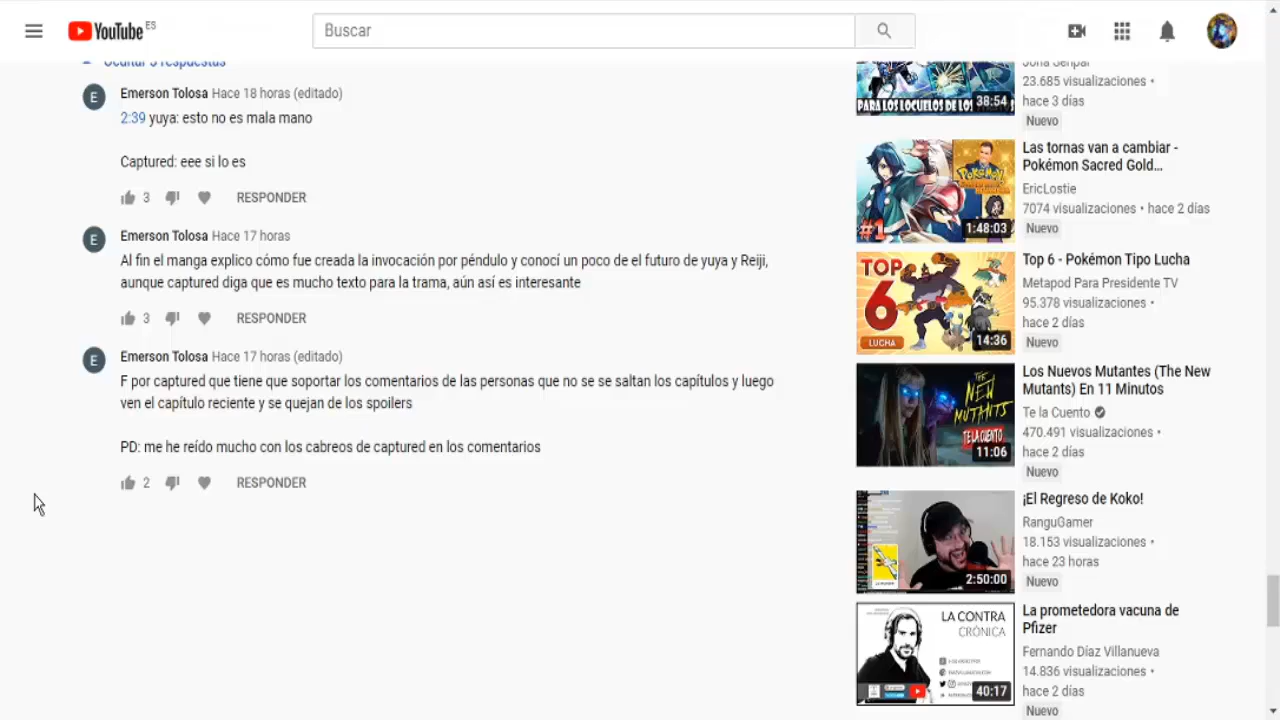 YouTube ES
Buscar
Ocultar 3 respuestas
Emerson Tolosa Hace 18 horas (editado)
2:39 yuya: esto no es mala mano
Captured: eee si lo es
3 RESPONDER
Emerson Tolosa Hace 17 horas
Al fin el manga explico cómo fue creada la invocación por péndulo y conocí un poco de el futuro de yuya y Reiji,
aunque captured diga que es mucho texto para la trama, aún así es interesante
3 RESPONDER
Emerson Tolosa Hace 17 horas (editado)
F por captured que tiene que soportar los comentarios de las personas que no se se saltan los capítulos y luego
ven el capítulo reciente y se quejan de los spoilers
PD: me he reído mucho con los cabreos de captured en los comentarios
2 RESPONDER
E
E
E
PARA LOS LOCUELOS DE LOS
38:54
23.685 visualizaciones •
hace 3 días
Nuevo
POKÉMON
#1
1:48:03
Las tornas van a cambiar -
Pokémon Sacred Gold...
EricLostie
7074 visualizaciones • hace 2 días
Nuevo
TOP
6
LUCHA
14:36
Top 6 - Pokémon Tipo Lucha
Metapod Para Presidente TV
95.378 visualizaciones •
hace 2 días
Nuevo
THE
NEW
MUTANTS
TE LA CUENTO
11:06
Los Nuevos Mutantes (The New
Mutants) En 11 Minutos
Te la Cuento
470.491 visualizaciones •
hace 2 días
Nuevo
2:50:00
¡El Regreso de Koko!
RanguGamer
18.153 visualizaciones •
hace 23 horas
Nuevo
LA CONTRA
CRÓNICA
40:17
La prometedora vacuna de
Pfizer
Fernando Díaz Villanueva
14.836 visualizaciones •
hace 2 días
Nuevo